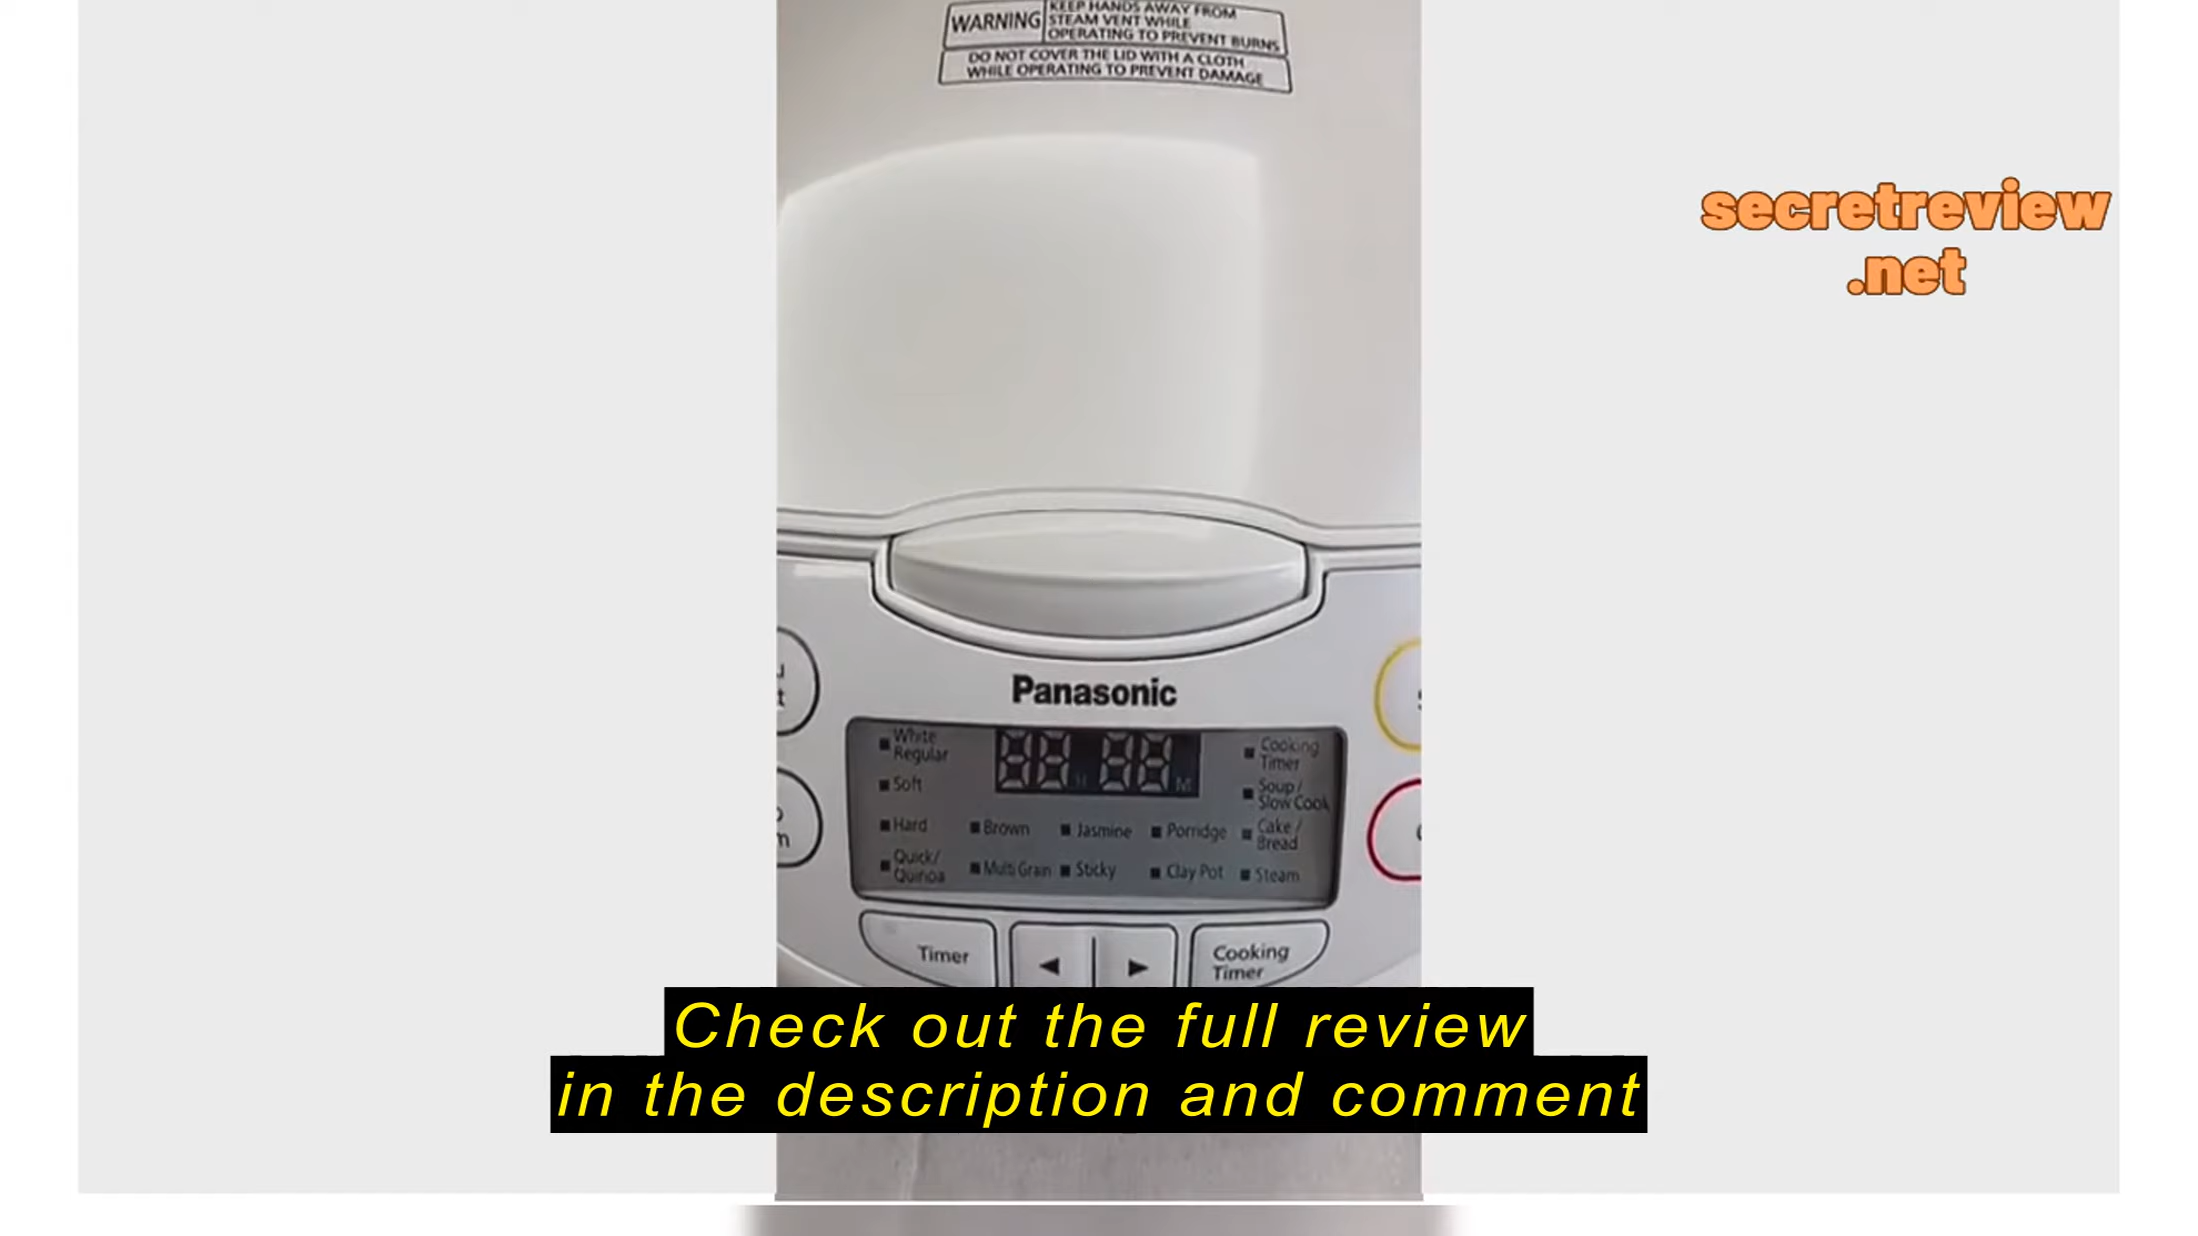 WARNING
KEEP HANDS AWAY FROM
STEAM VENT WHILE
OPERATING TO PREVENT BURNS
DO NOT COVER THE LID WITH A CLOTH
WHILE OPERATING TO PREVENT DAMAGE
secretreview
.net
Panasonic
White
Regular
Soft
Hard
Quick/
Quinoa
Brown
Multi Grain
Jasmine
Sticky
Porridge
Clay Pot
H
M
Cooking
Timer
Soup/
Slow Cook
Cake/
Bread
Steam
Timer
◄
►
Cooking
Timer
Check out the full review
in the description and comment